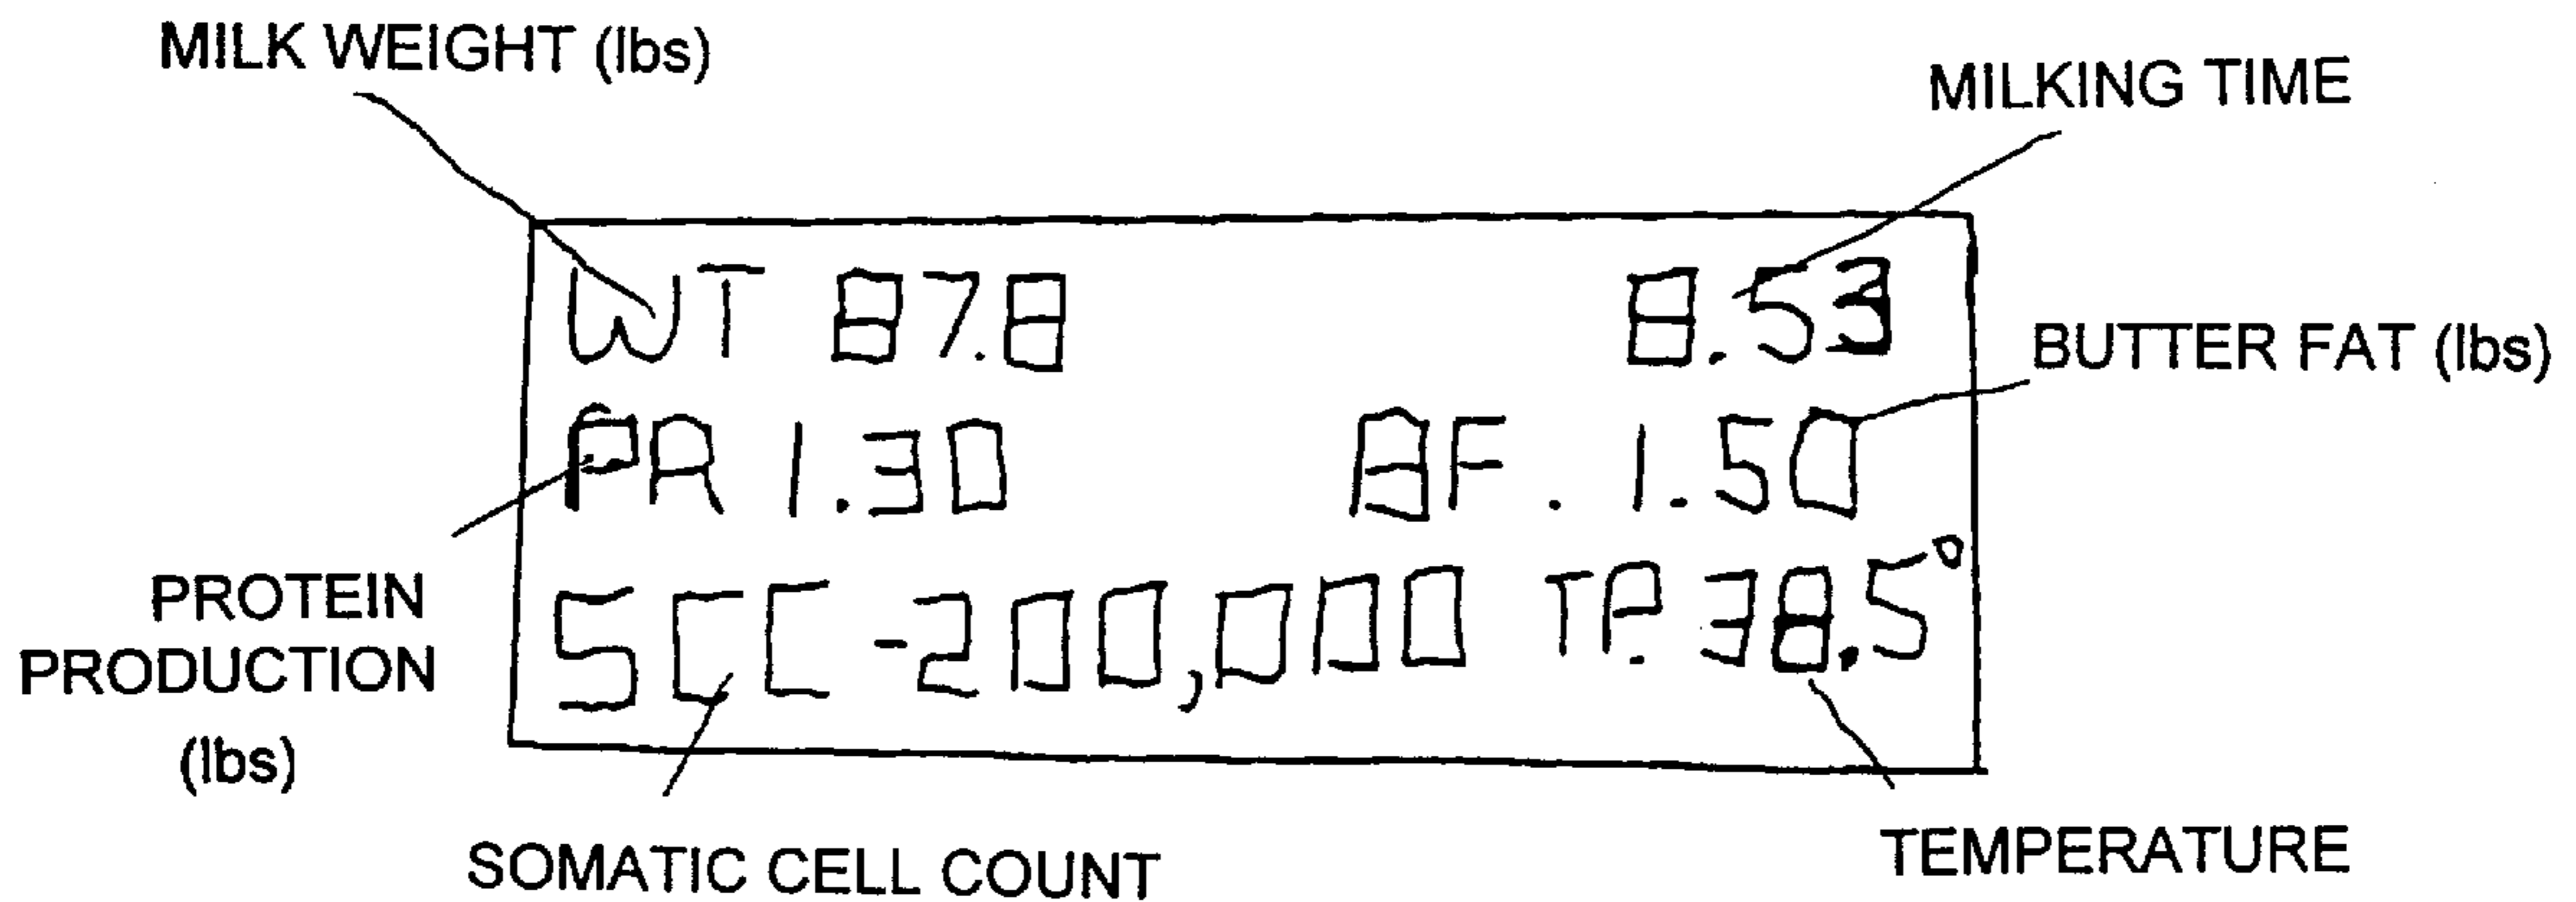 MILK WEIGHT (lbs)
MILKING TIME
WT 87.8 8.53
BUTTER FAT (lbs)
PR 1.30 BF. 1.50
PROTEIN
PRODUCTION
(lbs)
SCC -200,000 TP. 38.5°
SOMATIC CELL COUNT
TEMPERATURE